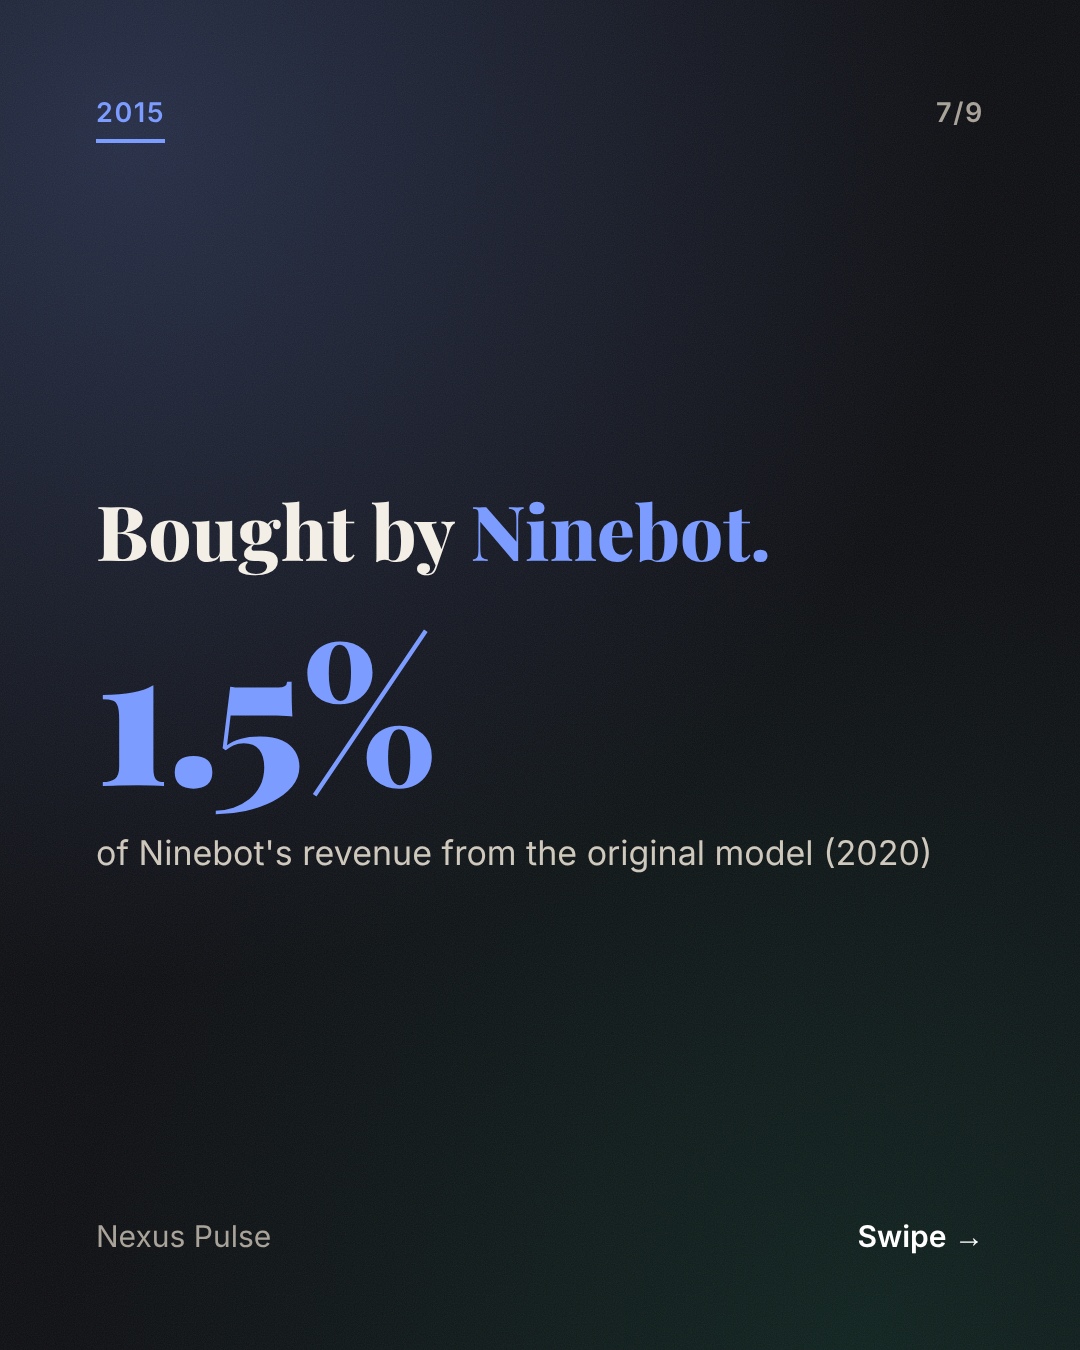 2015
7/9
Bought by Ninebot.
1.5%
of Ninebot's revenue from the original model (2020)
Nexus Pulse
Swipe →